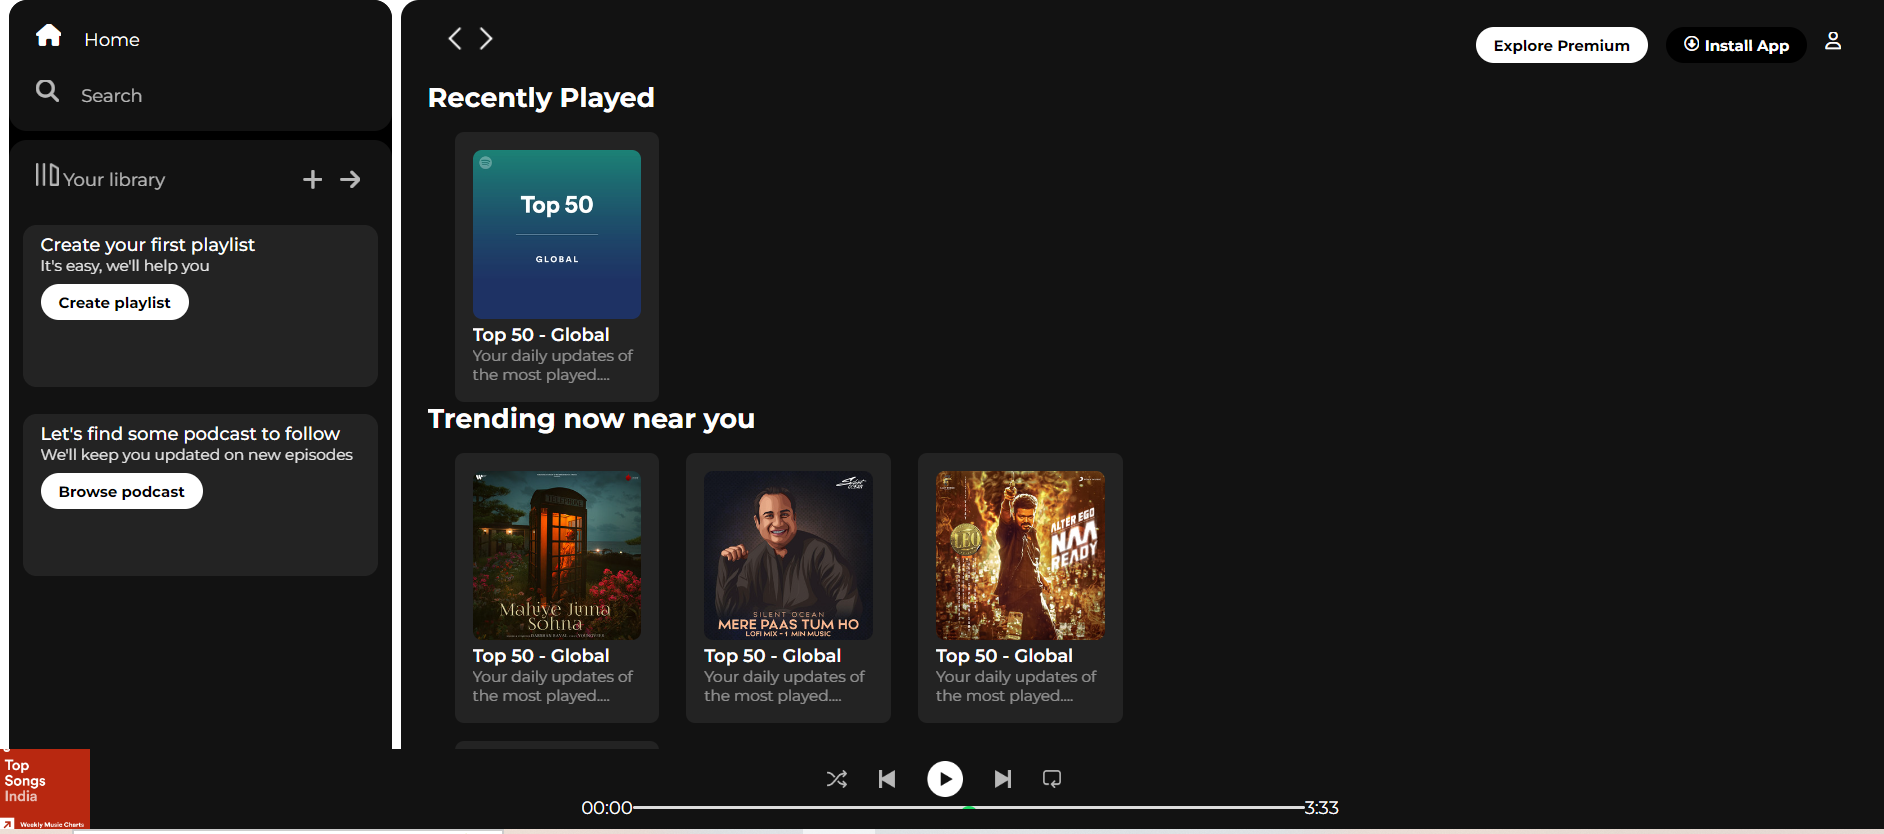 Home
Search
Your library
Create your first playlist
It's easy, we'll help you
Create playlist
Let's find some podcast to follow
We'll keep you updated on new episodes
Browse podcast
Explore Premium
Install App
Recently Played
Top 50
GLOBAL
Top 50 - Global
Your daily updates of
the most played....
Trending now near you
Mahiye Jinna
Sohna
Top 50 - Global
Your daily updates of
the most played....
SILENT OCEAN
MERE PAAS TUM HO
LOFI MIX - 1 MIN MUSIC
Top 50 - Global
Your daily updates of
the most played....
LEO
ALTER EGO
NAA
READY
Top 50 - Global
Your daily updates of
the most played....
Top
Songs
India
Weekly Music Charts
00:00
3:33